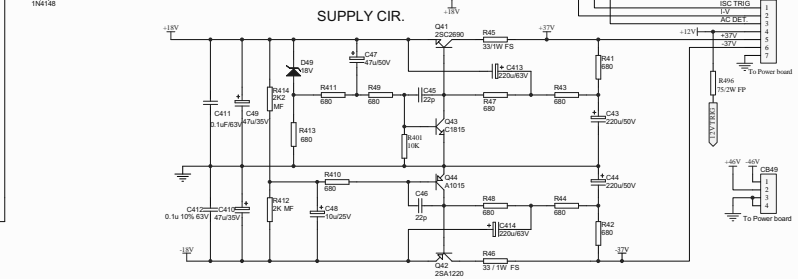 1N4148
SUPPLY CIR.
+18V
ISC TRIG
I-V
AC DET.
+12V
+37V
-37V
1
2
3
4
5
6
7
To Power board
+18V
Q41
2SC2690
R45
33/1W FS
+37V
D49
18V
C47
47u/50V
C413
220u/63V
R41
680
R496
75/2W FP
12V TRIG
R414
2K2
MF
R411
680
R49
680
C45
22p
R47
680
R43
680
C411
0.1uF/63V
C49
47u/35V
R413
680
R401
10K
Q43
C1815
C43
220u/50V
R410
680
Q44
A1015
C44
220u/50V
+46V
-46V
CB49
1
2
3
4
To Power board
C412
0.1u 10% 63V
C410
47u/35V
R412
2K MF
C48
10u/25V
C46
22p
R48
680
R44
680
C414
220u/63V
R42
680
-18V
Q42
2SA1220
R46
33 / 1W FS
-37V